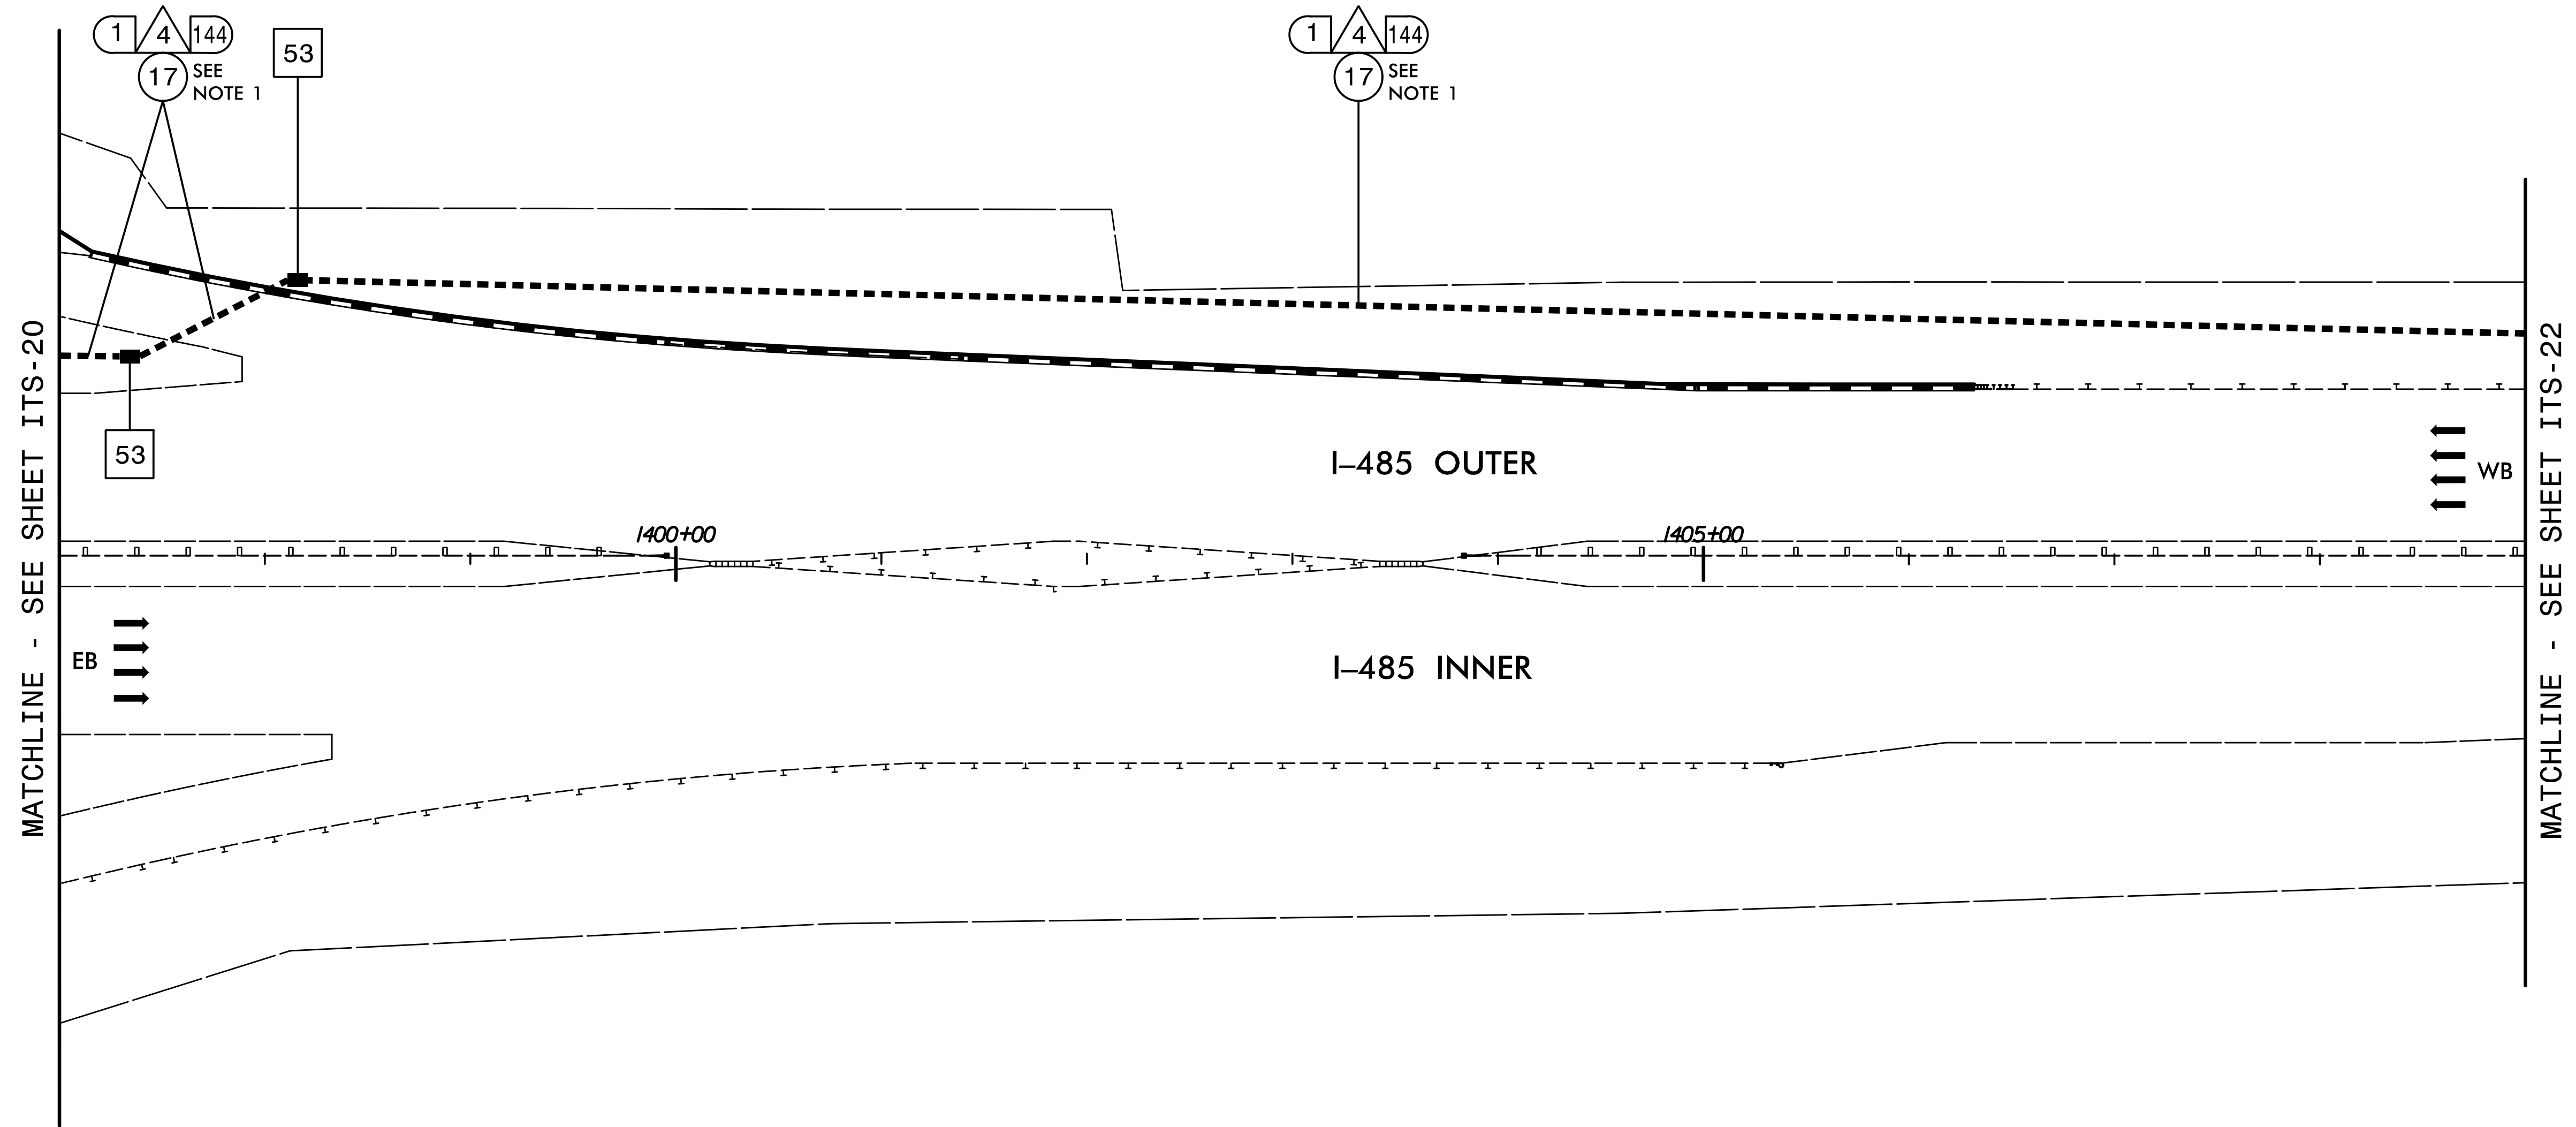 1 4 144
17 SEE
NOTE 1
53
1 4 144
17 SEE
NOTE 1
53
MATCHLINE - SEE SHEET ITS-20
I-485 OUTER
WB
1400+00
1405+00
EB
I-485 INNER
MATCHLINE - SEE SHEET ITS-22